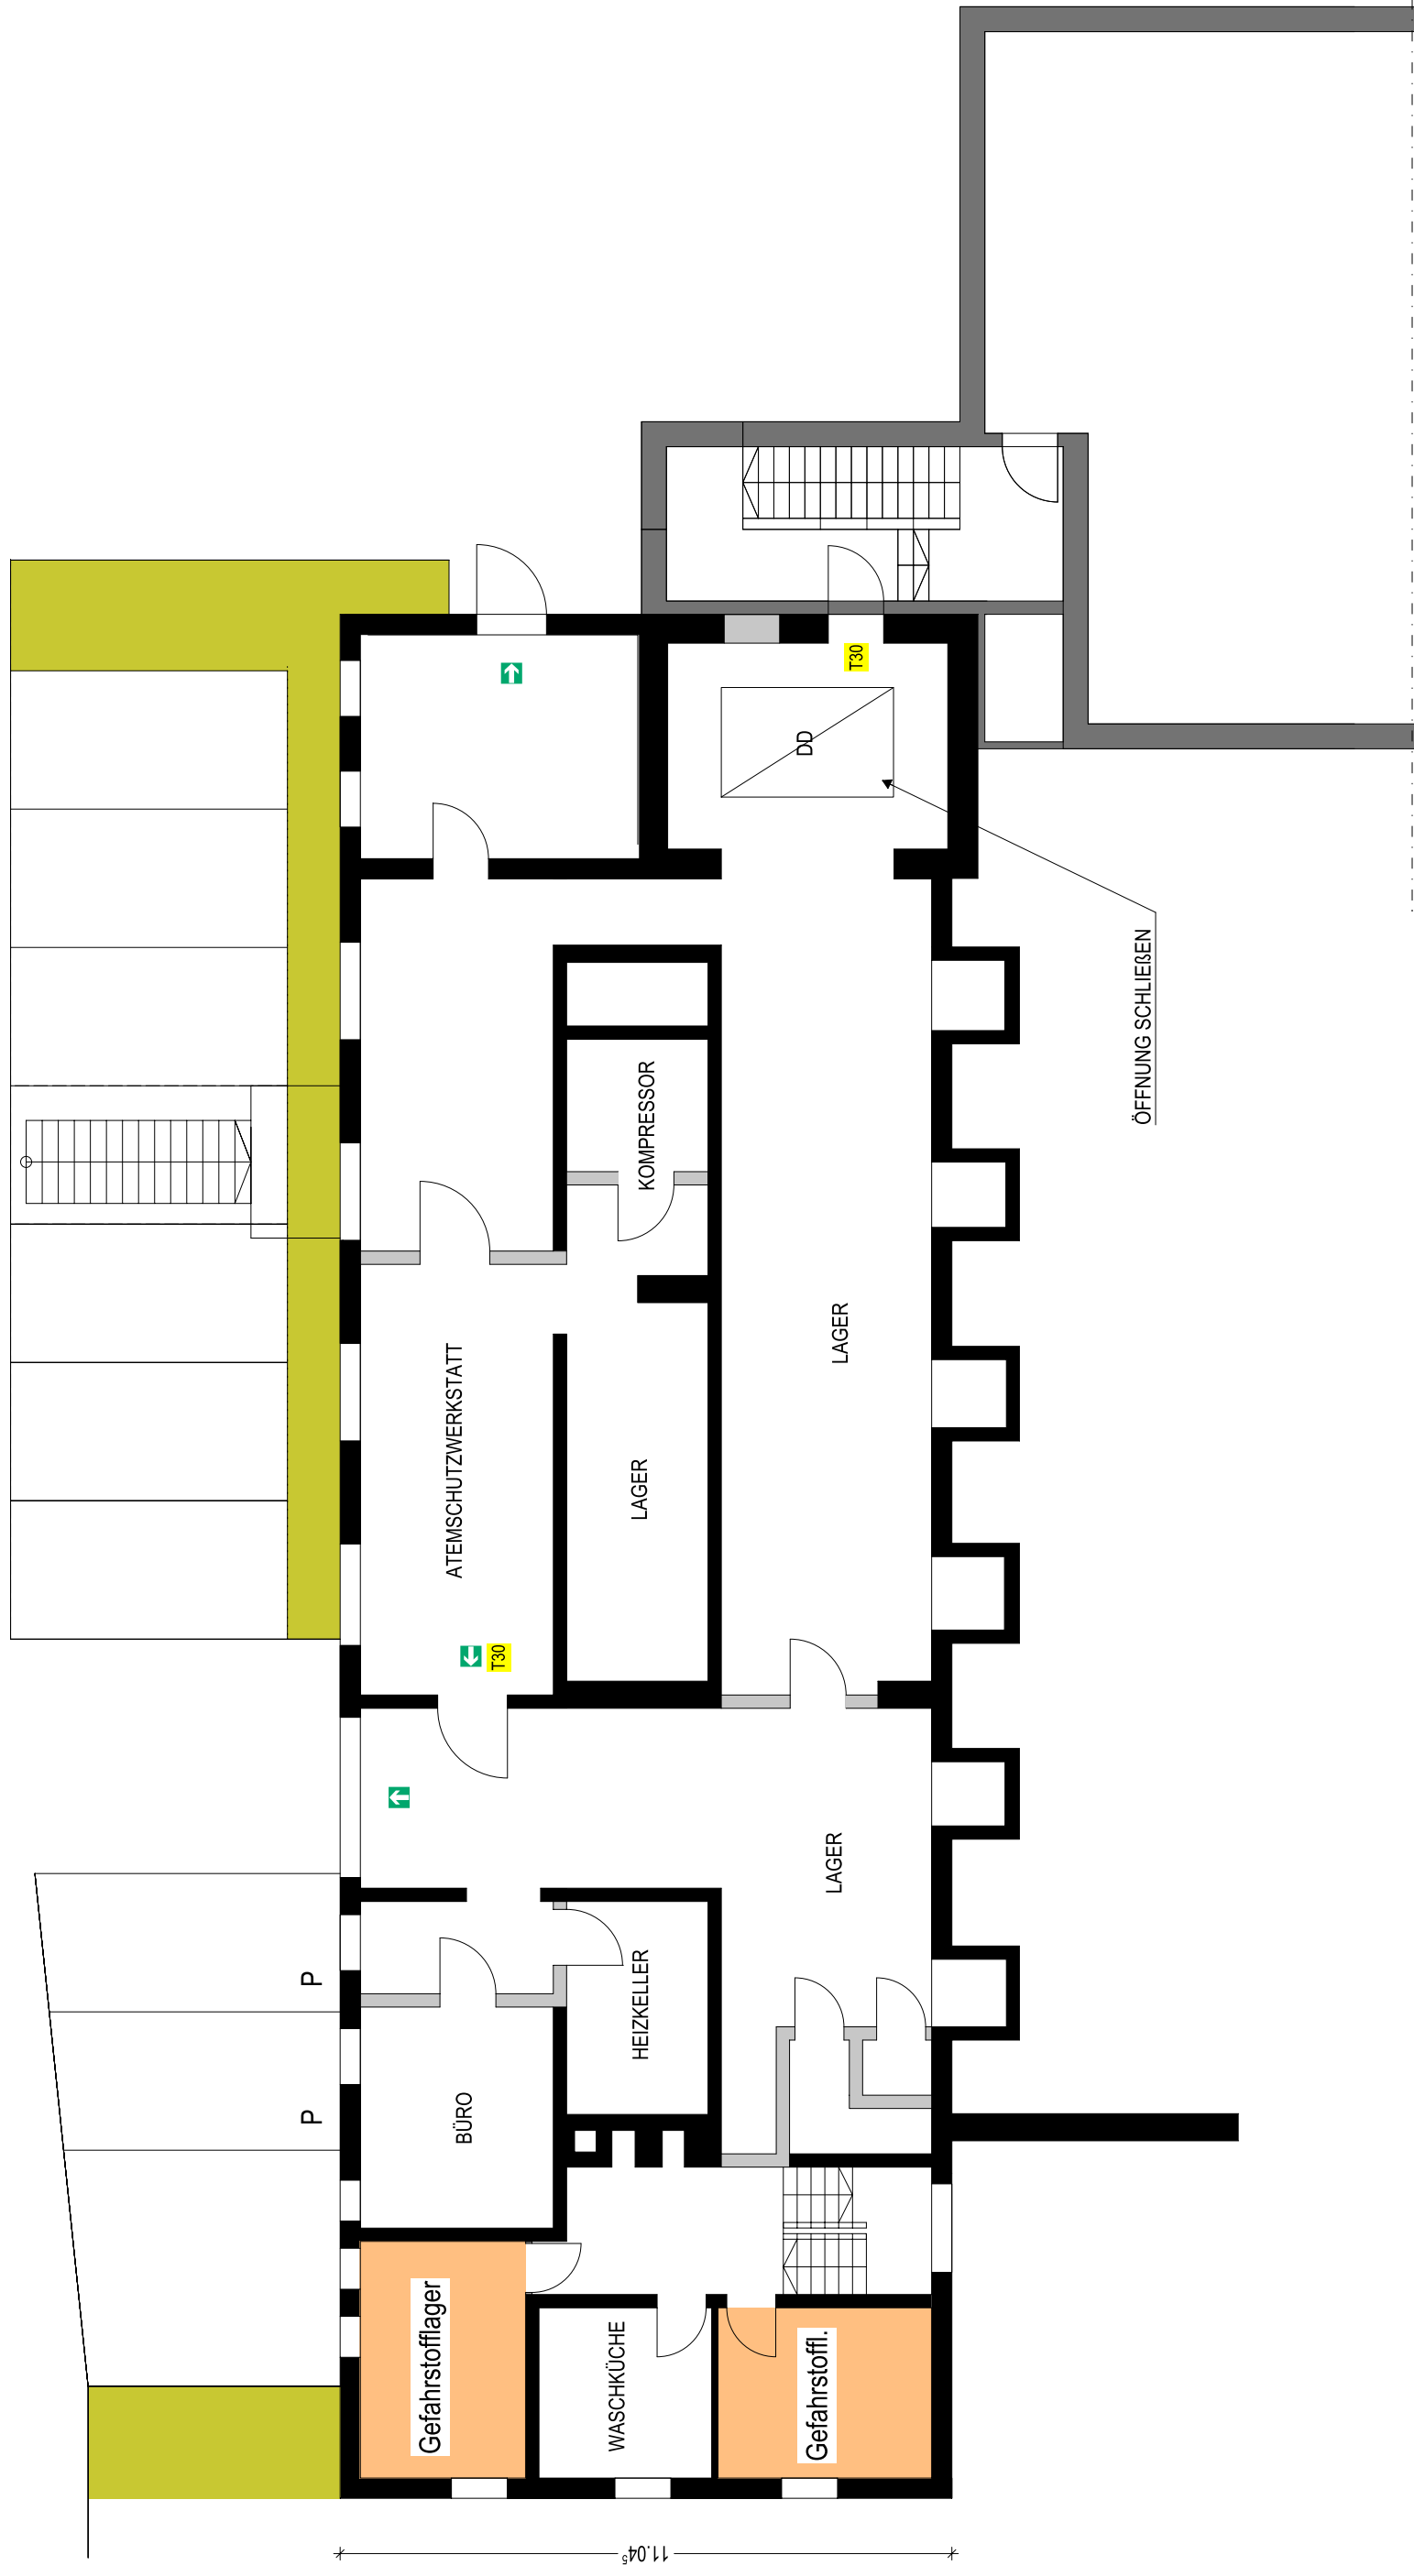 T30
DD
ÖFFNUNG SCHLIEßEN
KOMPRESSOR
LAGER
ATEMSCHUTZWERKSTATT
LAGER
T30
LAGER
P
HEIZKELLER
P
BÜRO
Gefahrstofflager
WASCHKÜCHE
Gefahrstoffl.
11.04⁵